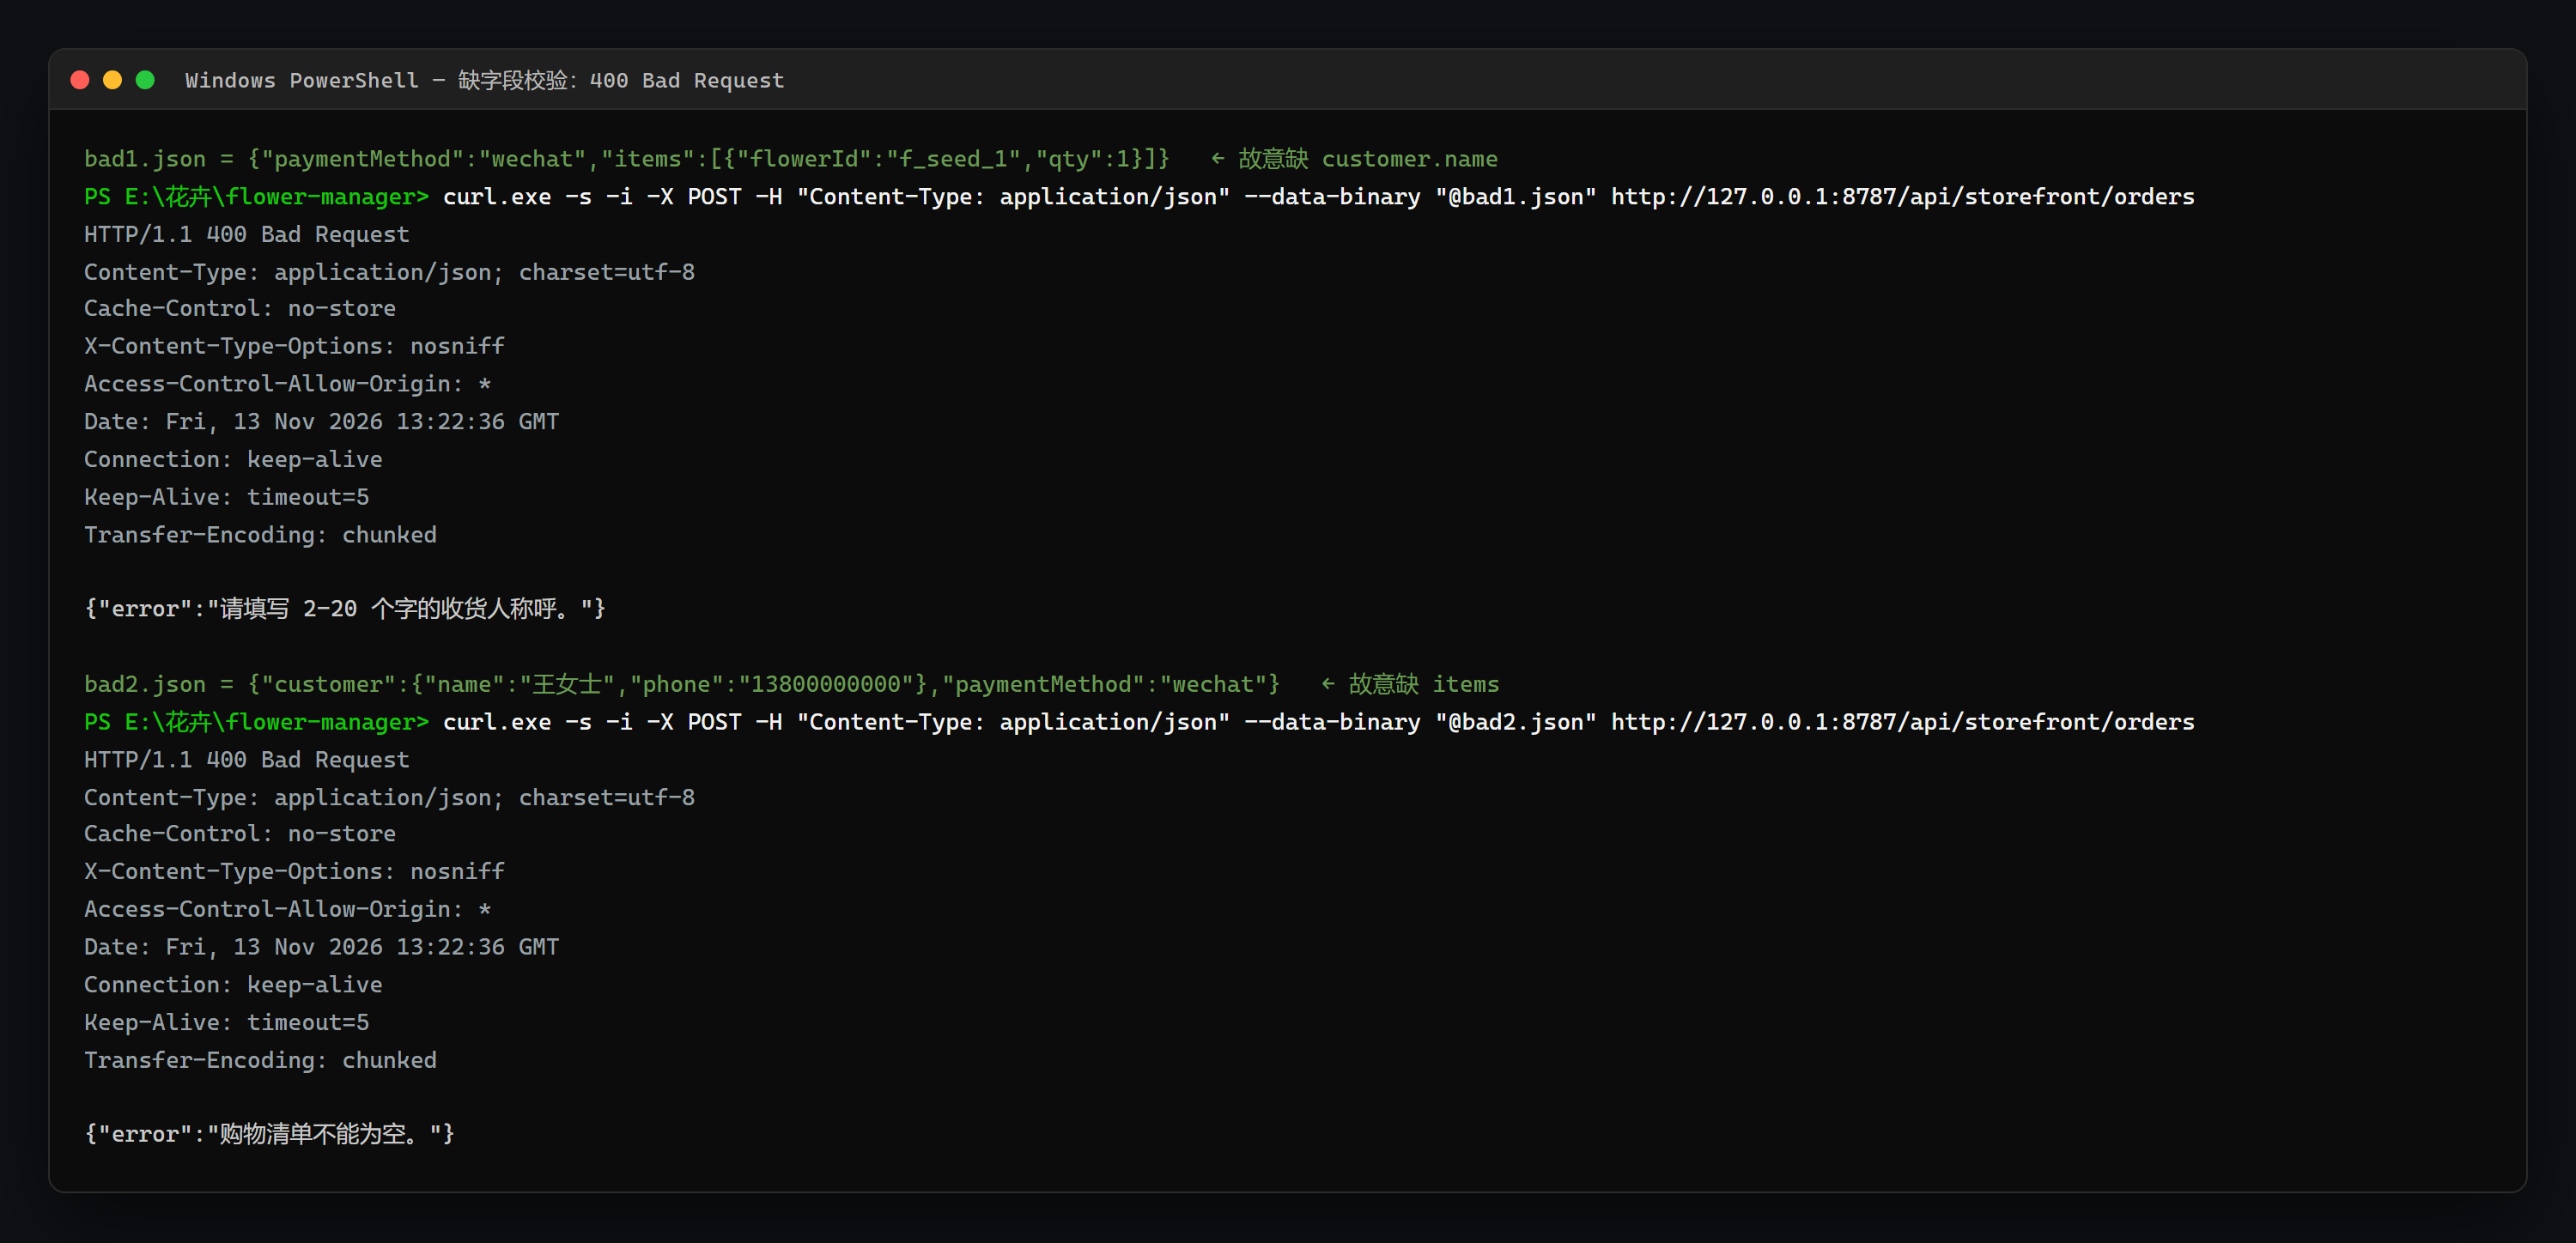 Windows PowerShell — 缺字段校验：400 Bad Request
bad1.json = {"paymentMethod":"wechat","items":[{"flowerId":"f_seed_1","qty":1}]}   ← 故意缺 customer.name
PS E:\花卉\flower-manager> curl.exe -s -i -X POST -H "Content-Type: application/json" --data-binary "@bad1.json" http://127.0.0.1:8787/api/storefront/orders
HTTP/1.1 400 Bad Request
Content-Type: application/json; charset=utf-8
Cache-Control: no-store
X-Content-Type-Options: nosniff
Access-Control-Allow-Origin: *
Date: Fri, 13 Nov 2026 13:22:36 GMT
Connection: keep-alive
Keep-Alive: timeout=5
Transfer-Encoding: chunked
{"error":"请填写 2-20 个字的收货人称呼。"}
bad2.json = {"customer":{"name":"王女士","phone":"13800000000"},"paymentMethod":"wechat"}   ← 故意缺 items
PS E:\花卉\flower-manager> curl.exe -s -i -X POST -H "Content-Type: application/json" --data-binary "@bad2.json" http://127.0.0.1:8787/api/storefront/orders
HTTP/1.1 400 Bad Request
Content-Type: application/json; charset=utf-8
Cache-Control: no-store
X-Content-Type-Options: nosniff
Access-Control-Allow-Origin: *
Date: Fri, 13 Nov 2026 13:22:36 GMT
Connection: keep-alive
Keep-Alive: timeout=5
Transfer-Encoding: chunked
{"error":"购物清单不能为空。"}